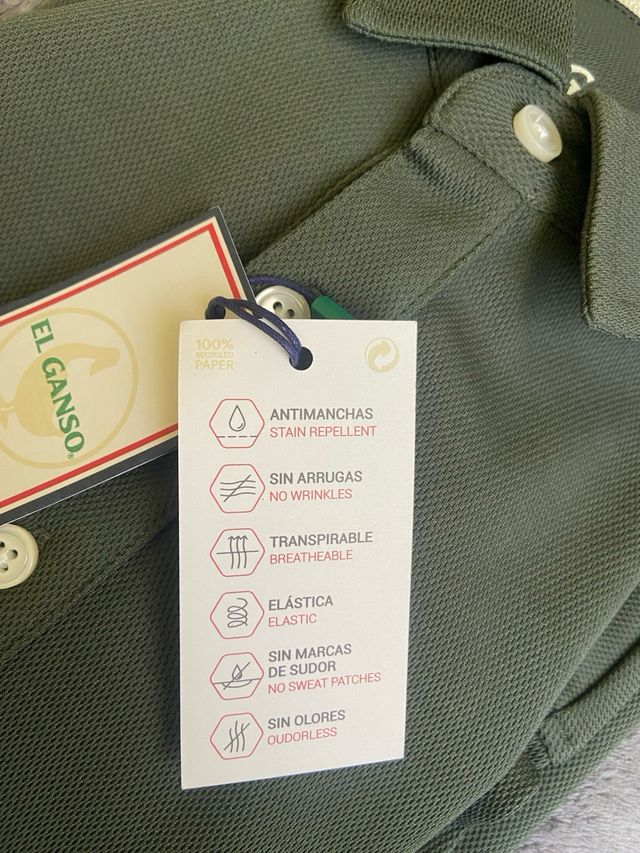 EL GANSO®
100%
RECYCLED
PAPER
ANTIMANCHAS
STAIN REPELLENT
SIN ARRUGAS
NO WRINKLES
TRANSPIRABLE
BREATHEABLE
ELÁSTICA
ELASTIC
SIN MARCAS
DE SUDOR
NO SWEAT PATCHES
SIN OLORES
OUDORLESS